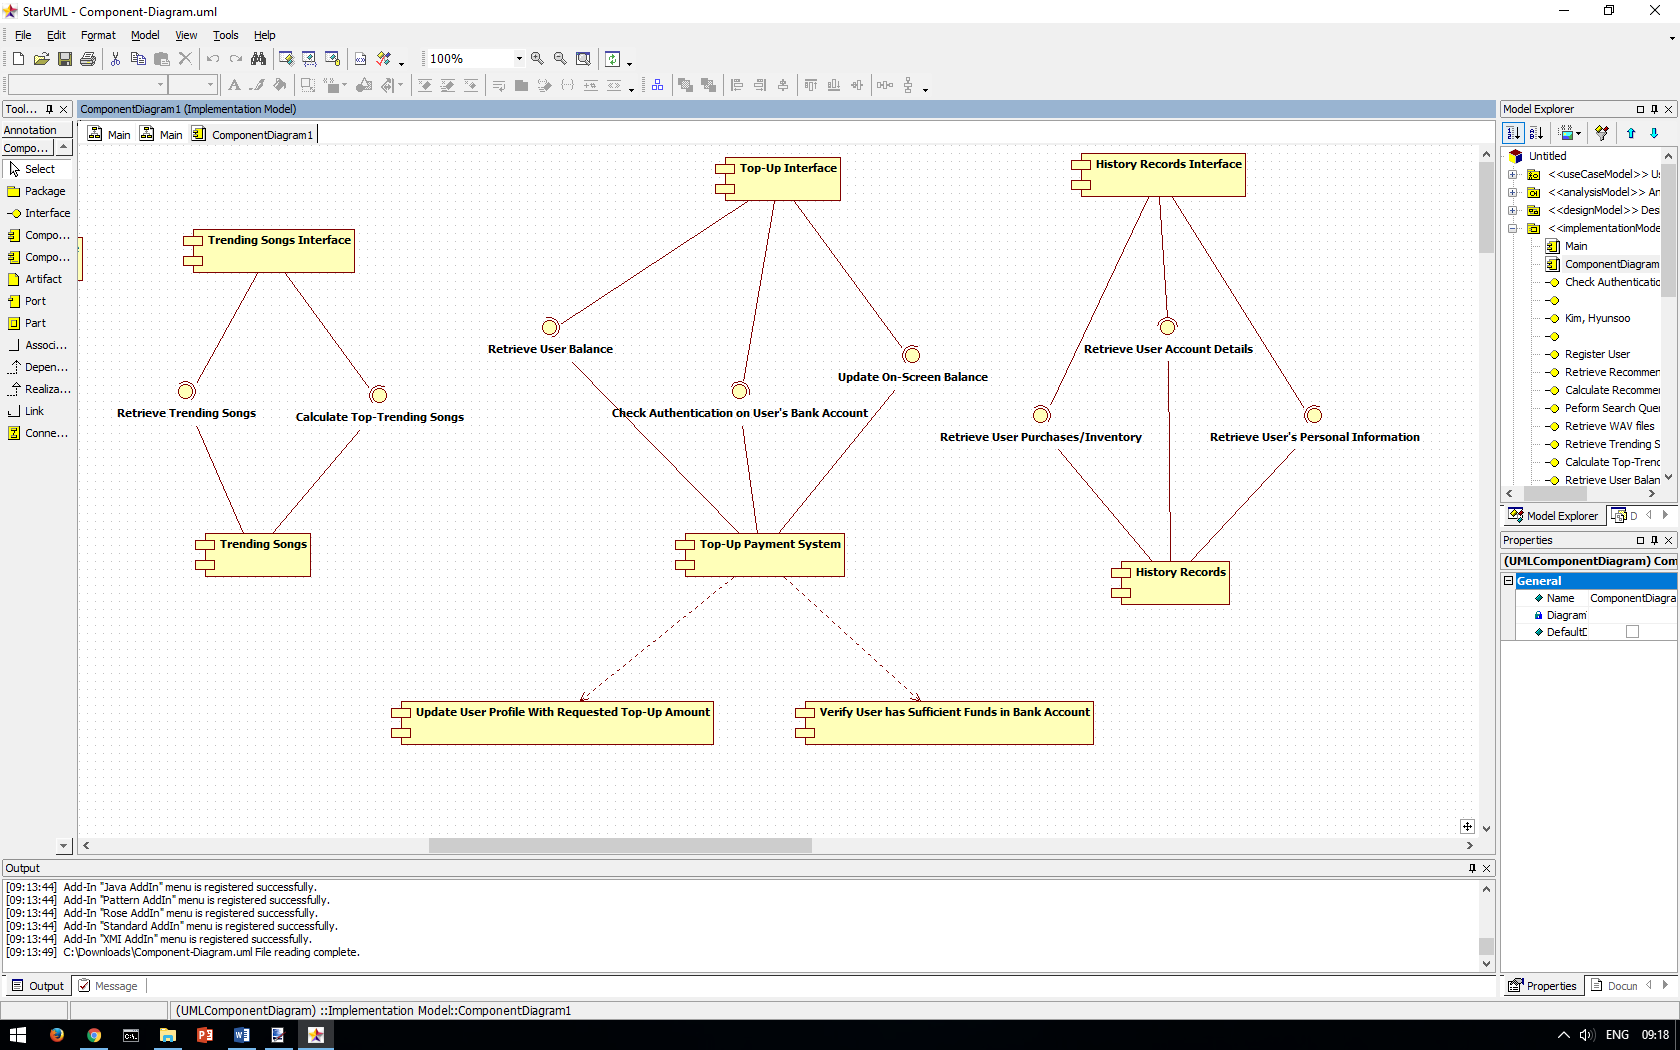 StarUML - Component-Diagram.uml
File Edit Format Model View Tools Help
100%
Tool...
Annotation
Compo...
Select
Package
Interface
Compo...
Compo...
Artifact
Port
Part
Associ...
Depen...
Realiza...
Link
Conne...
ComponentDiagram1 (Implementation Model)
Main Main ComponentDiagram1
Top-Up Interface
History Records Interface
Trending Songs Interface
Retrieve User Balance
Retrieve User Account Details
Update On-Screen Balance
Retrieve Trending Songs
Calculate Top-Trending Songs
Check Authentication on User's Bank Account
Retrieve User Purchases/Inventory
Retrieve User's Personal Information
Trending Songs
Top-Up Payment System
History Records
Update User Profile With Requested Top-Up Amount
Verify User has Sufficient Funds in Bank Account
Model Explorer
Untitled
<<useCaseModel>> Us
<<analysisModel>> Ar
<<designModel>> Des
<<implementationMode
Main
ComponentDiagram
Check Authenticatio
Kim, Hyunsoo
Register User
Retrieve Recommen
Calculate Recommer
Peform Search Quer
Retrieve WAV files
Retrieve Trending S
Calculate Top-Trend
Retrieve User Balan
Model Explorer D
Properties
(UMLComponentDiagram) Com
General
Name ComponentDiagra
Diagram
DefaultD
Properties Docun
Output
[09:13:44] Add-In "Java AddIn" menu is registered successfully.
[09:13:44] Add-In "Pattern AddIn" menu is registered successfully.
[09:13:44] Add-In "Rose AddIn" menu is registered successfully.
[09:13:44] Add-In "Standard AddIn" menu is registered successfully.
[09:13:44] Add-In "XMI AddIn" menu is registered successfully.
[09:13:49] C:\Downloads\Component-Diagram.uml File reading complete.
Output Message
(UMLComponentDiagram) ::Implementation Model::ComponentDiagram1
ENG 09:18